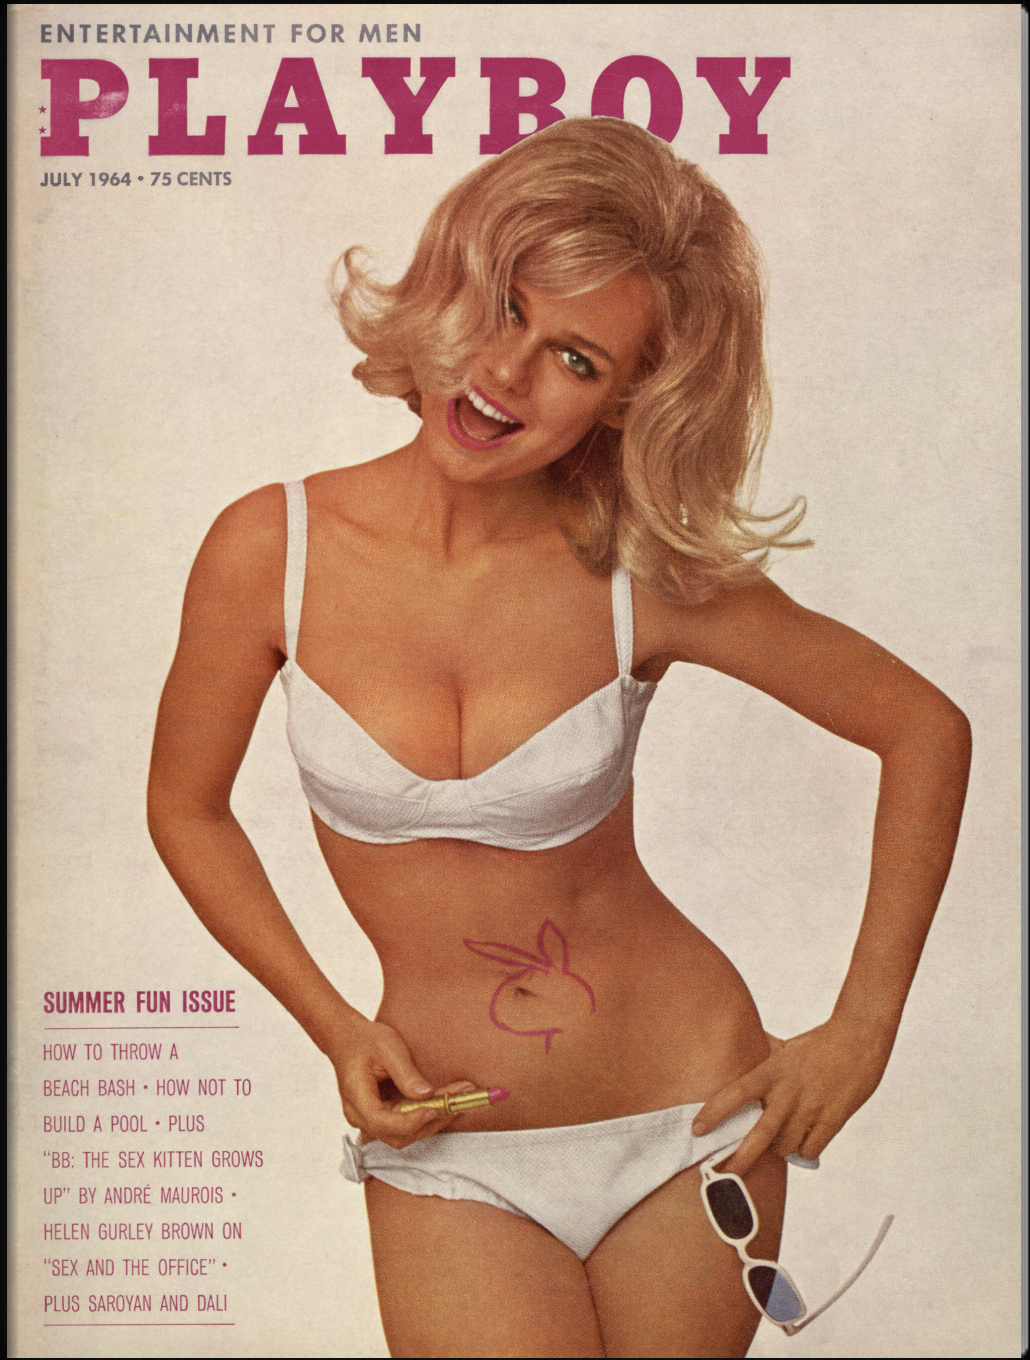 ENTERTAINMENT FOR MEN
PLAYBOY
JULY 1964 • 75 CENTS
SUMMER FUN ISSUE
HOW TO THROW A
BEACH BASH • HOW NOT TO
BUILD A POOL • PLUS
“BB: THE SEX KITTEN GROWS
UP” BY ANDRÉ MAUROIS •
HELEN GURLEY BROWN ON
“SEX AND THE OFFICE” •
PLUS SAROYAN AND DALI